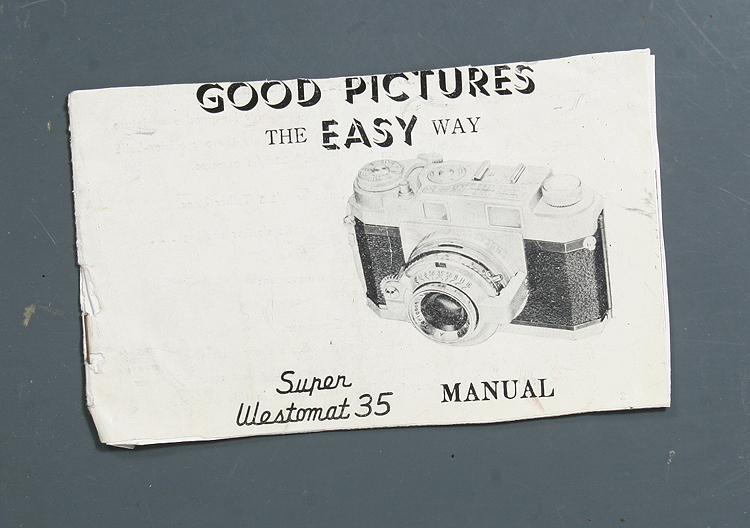 GOOD PICTURES
THE EASY WAY
Super
Westomat 35
MANUAL